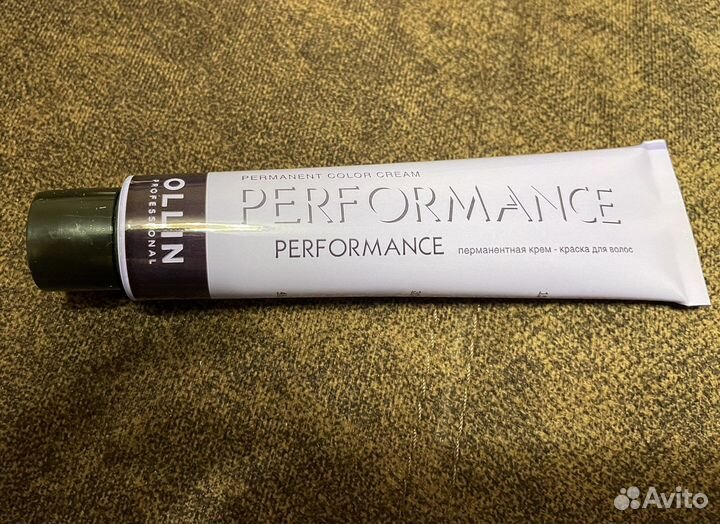 OLLIN
PROFESSIONAL
PERMANENT COLOR CREAM
PERFORMANCE
PERFORMANCE перманентная крем - краска для волос
Avito